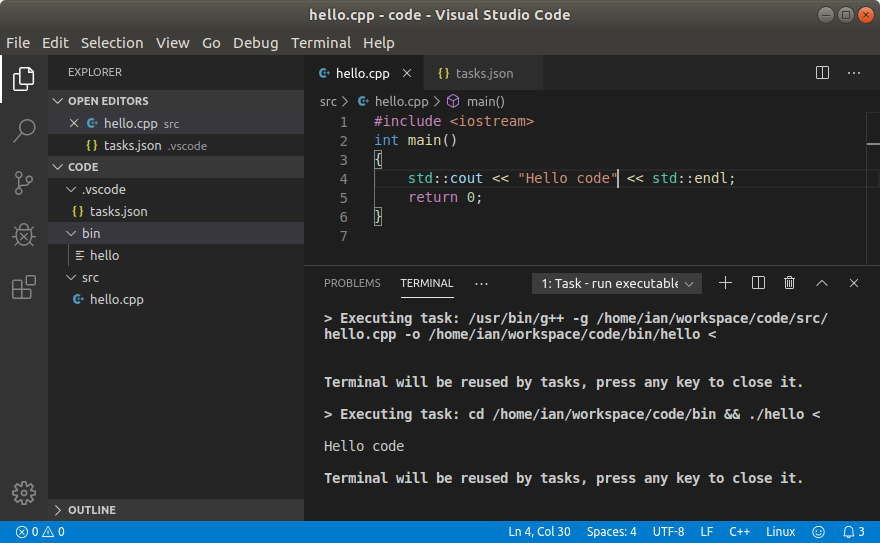 hello.cpp - code - Visual Studio Code
File Edit Selection View Go Debug Terminal Help
EXPLORER
OPEN EDITORS
hello.cpp src
tasks.json .vscode
CODE
.vscode
tasks.json
bin
hello
src
hello.cpp
OUTLINE
hello.cpp tasks.json
src hello.cpp main()
1 #include <iostream>
2 int main()
3 {
4 std::cout << "Hello code" << std::endl;
5 return 0;
6 }
7
PROBLEMS TERMINAL 1: Task - run executable
> Executing task: /usr/bin/g++ -g /home/ian/workspace/code/src/
hello.cpp -o /home/ian/workspace/code/bin/hello <
Terminal will be reused by tasks, press any key to close it.
> Executing task: cd /home/ian/workspace/code/bin && ./hello <
Hello code
Terminal will be reused by tasks, press any key to close it.
0 0 Ln 4, Col 30 Spaces: 4 UTF-8 LF C++ Linux 3